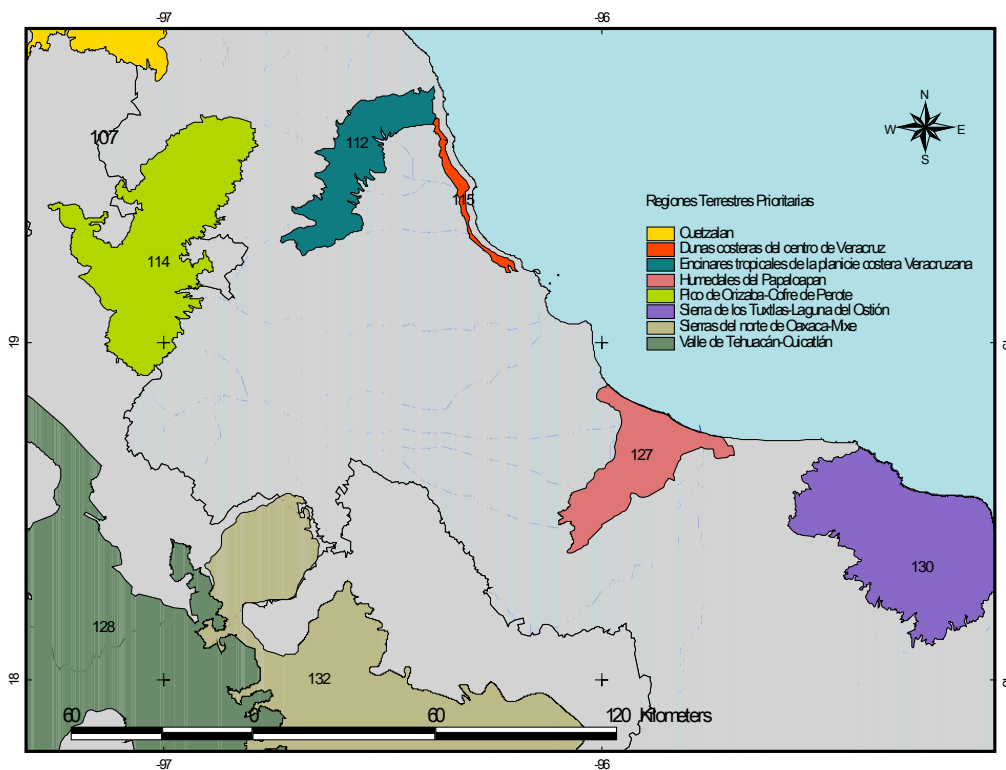 -97
-96
N
W E
S
107
112
115
114
Regiones Terrestres Prioritarias
Cuetzalan
Dunas costeras del centro de Veracruz
Encinares tropicales de la planicie costera Veracruzana
Humedales del Papaloapan
Pico de Orizaba-Cofre de Perote
Sierra de los Tuxtlas-Laguna del Ostión
Sierras del norte de Oaxaca-Mixe
Valle de Tehuacán-Cuicatlán
19
127
130
128
132
18
60 0 60 120 Kilometers
-97
-96